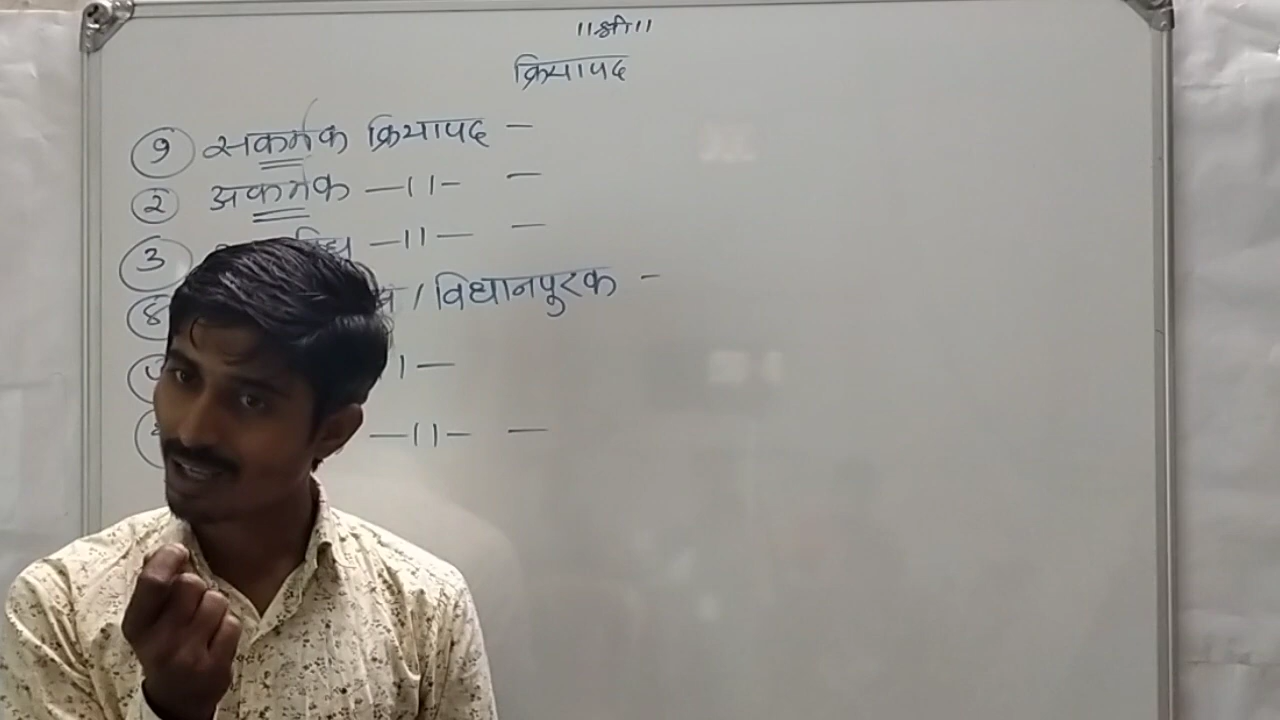 ॥श्री॥
क्रियापद
१ सकर्मक क्रियापद -
२ अकर्मक —॥— -
३ —॥— -
४ / विधानपुरक -
—॥— -